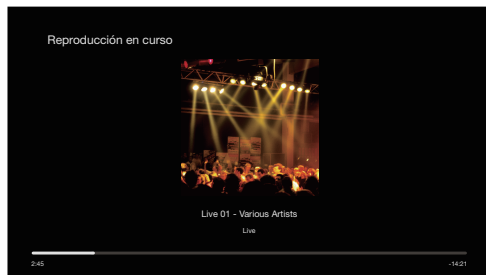 Reproducción en curso
Live 01 - Various Artists
Live
2:45
-14:21